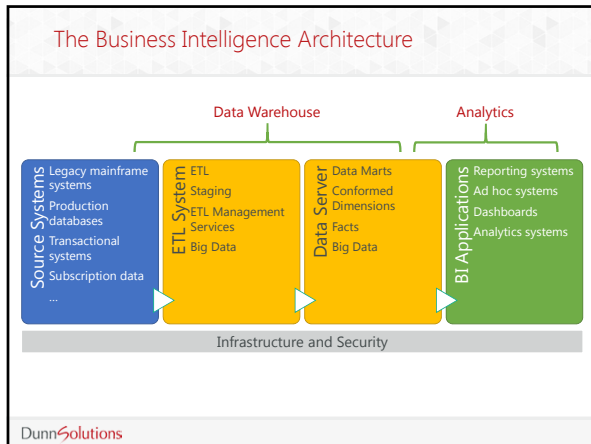 The Business Intelligence Architecture
Data Warehouse
Analytics
Source Systems
Legacy mainframe
systems
Production
databases
Transactional
systems
Subscription data
...
ETL System
ETL
Staging
ETL Management
Services
Big Data
Data Server
Data Marts
Conformed
Dimensions
Facts
Big Data
BI Applications
Reporting systems
Ad hoc systems
Dashboards
Analytics systems
Infrastructure and Security
DunnSolutions